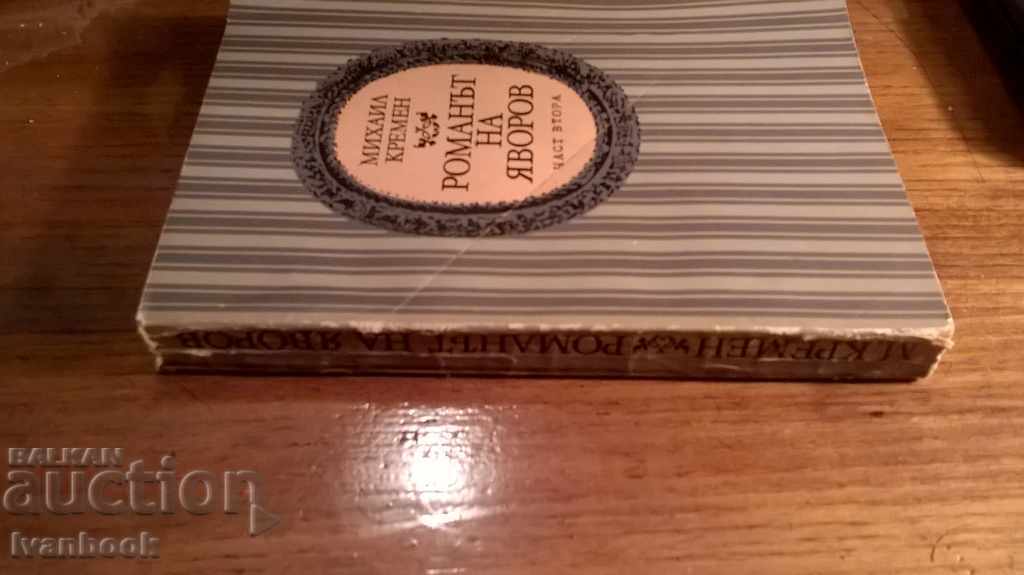 МИХАИЛ
КРЕМЕН
РОМАНЪТ
НА
ЯВОРОВ
ЧАСТ ВТОРА
М. КРЕМЕН РОМАНЪТ НА ЯВОРОВ
BALKAN
auction
Ivanbook